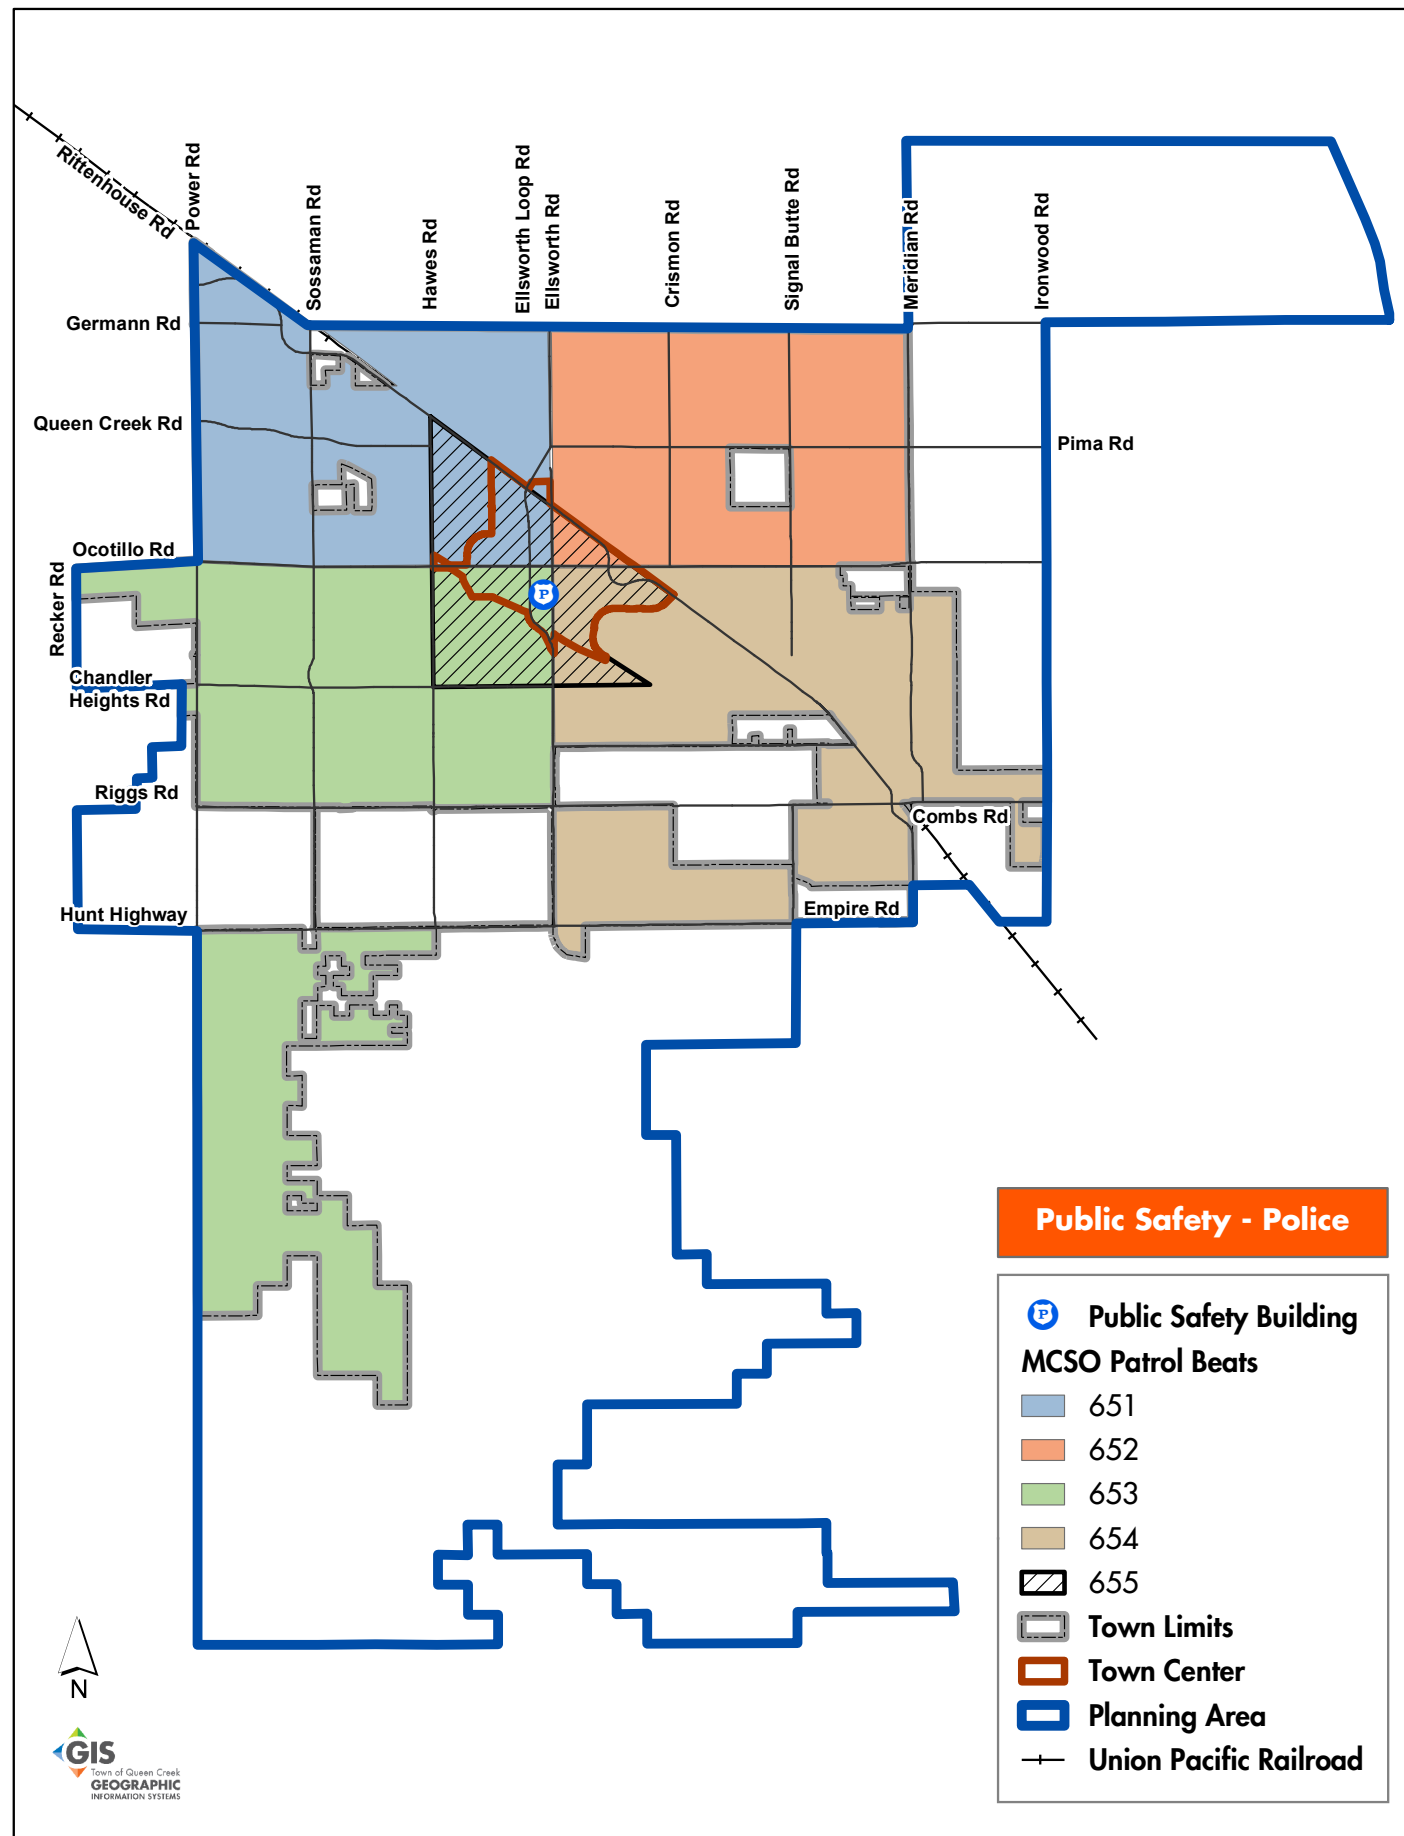 Rittenhouse Rd
Power Rd
Sossaman Rd
Hawes Rd
Ellsworth Loop Rd
Ellsworth Rd
Crismon Rd
Signal Butte Rd
Meridian Rd
Ironwood Rd
Germann Rd
Queen Creek Rd
Pima Rd
Ocotillo Rd
Recker Rd
P
Chandler
Heights Rd
Riggs Rd
Combs Rd
Hunt Highway
Empire Rd
Public Safety - Police
P
Public Safety Building
MCSO Patrol Beats
651
652
653
654
655
Town Limits
Town Center
Planning Area
Union Pacific Railroad
N
GIS
Town of Queen Creek
GEOGRAPHIC
INFORMATION SYSTEMS